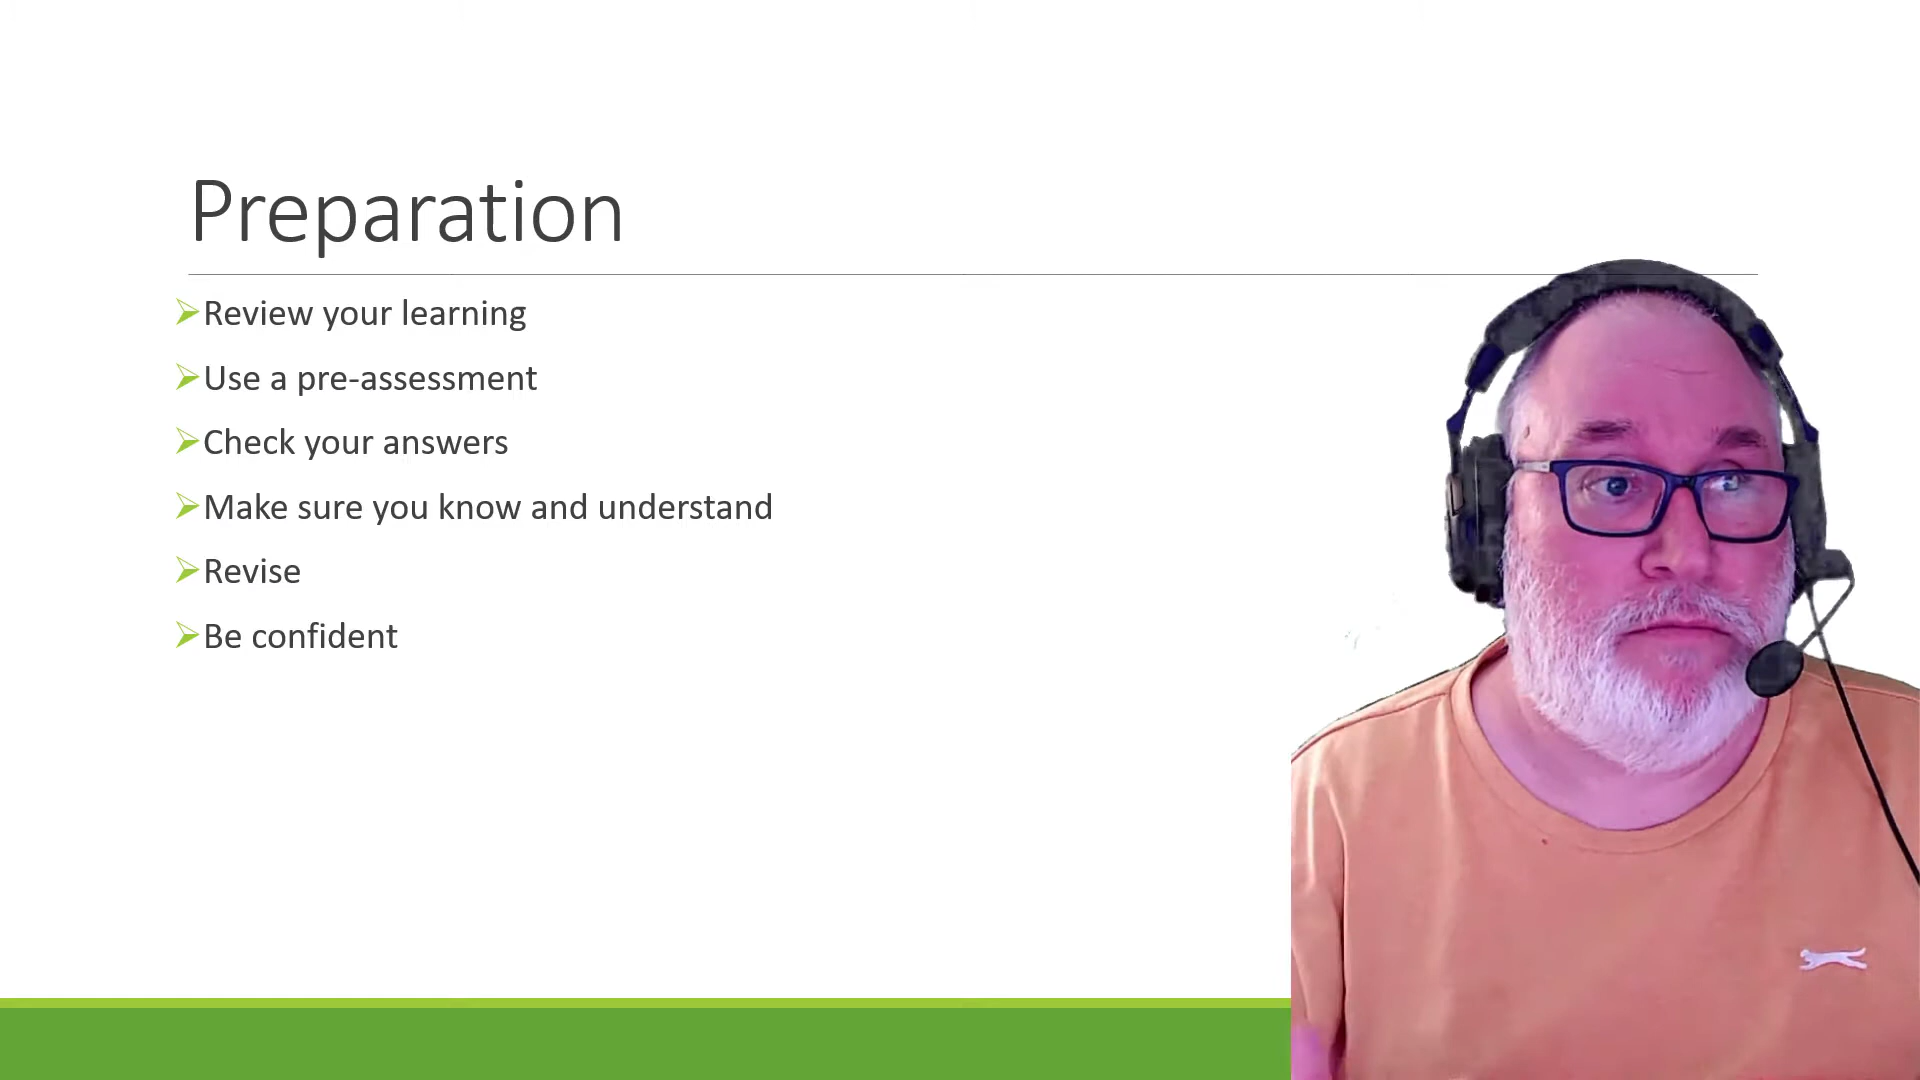 Preparation
Review your learning
Use a pre-assessment
Check your answers
Make sure you know and understand
Revise
Be confident